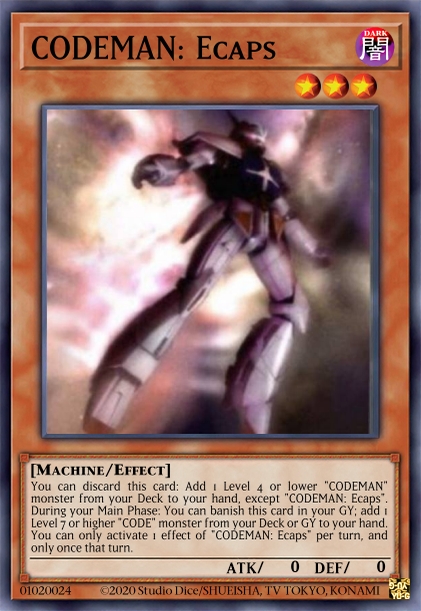 CODEMAN: Ecaps
DARK
闇
[Machine/Effect]
You can discard this card: Add 1 Level 4 or lower "CODEMAN"
monster from your Deck to your hand, except "CODEMAN: Ecaps".
During your Main Phase: You can banish this card in your GY; add 1
Level 7 or higher "CODE" monster from your Deck or GY to your hand.
You can only activate 1 effect of "CODEMAN: Ecaps" per turn, and
only once that turn.
ATK/ 0 DEF/ 0
01020024 ©2020 Studio Dice/SHUEISHA, TV TOKYO, KONAMI